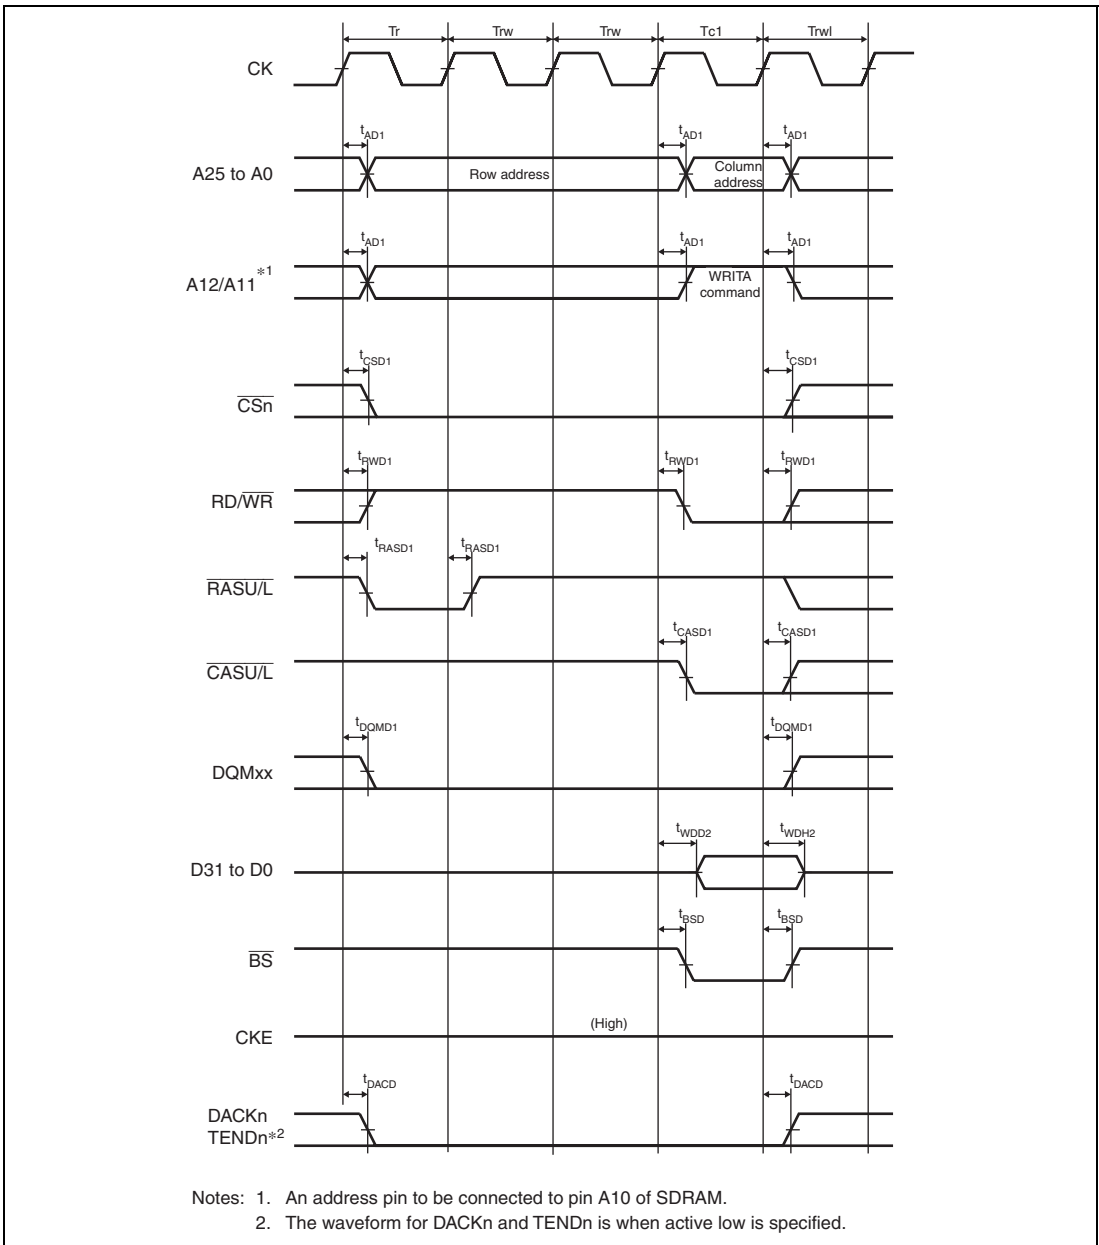 Tr Trw Trw Tc1 Trwl
CK
tAD1 tAD1 tAD1
A25 to A0 Row address Column address
tAD1 tAD1 tAD1
A12/A11*1 WRITA command
tCSD1 tCSD1
CSn
tRWD1 tRWD1 tRWD1
RD/WR
tRASD1 tRASD1
RASU/L
tCASD1 tCASD1
CASU/L
tDQMD1 tDQMD1
DQMxx
tWDD2 tWDH2
D31 to D0
tBSD tBSD
BS
(High)
CKE
tDACD tDACD
DACKn
TENDn*2
Notes: 1. An address pin to be connected to pin A10 of SDRAM.
2. The waveform for DACKn and TENDn is when active low is specified.